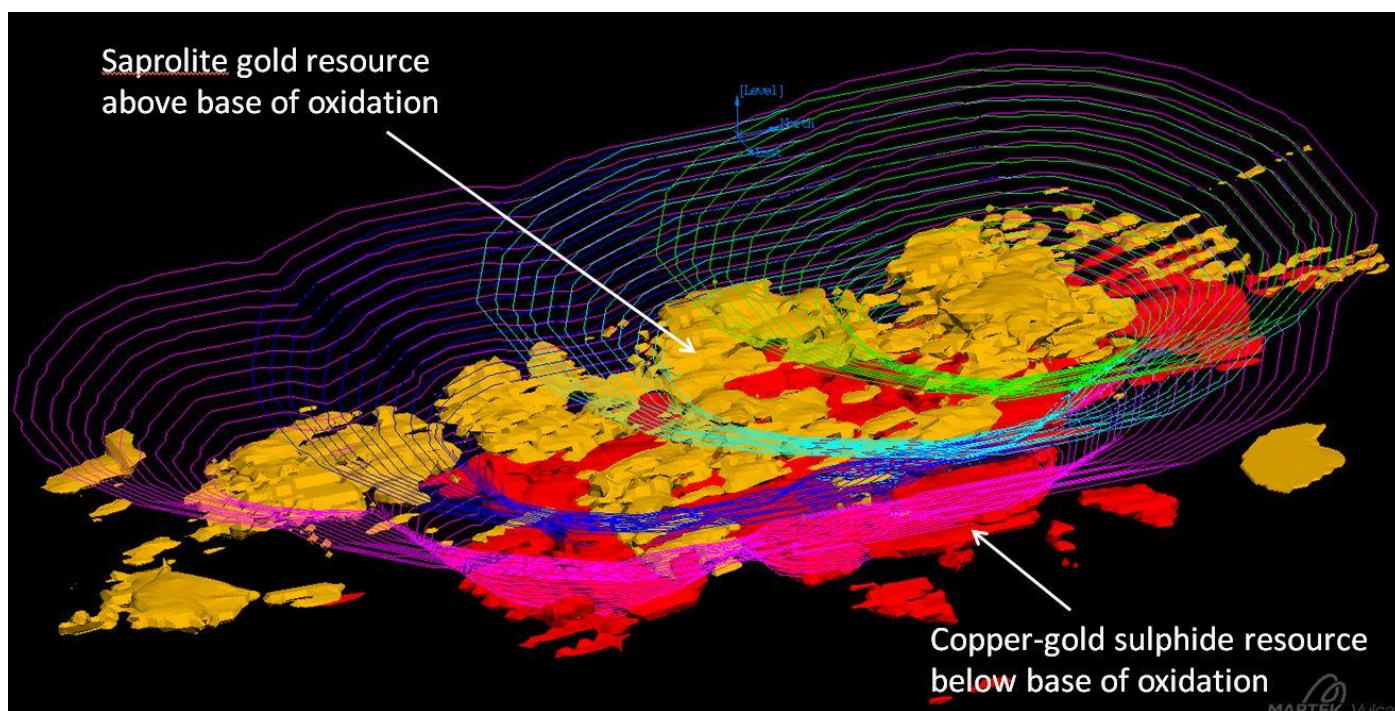 Saprolite gold resource
above base of oxidation
[Level]
North
East
Copper-gold sulphide resource
below base of oxidation